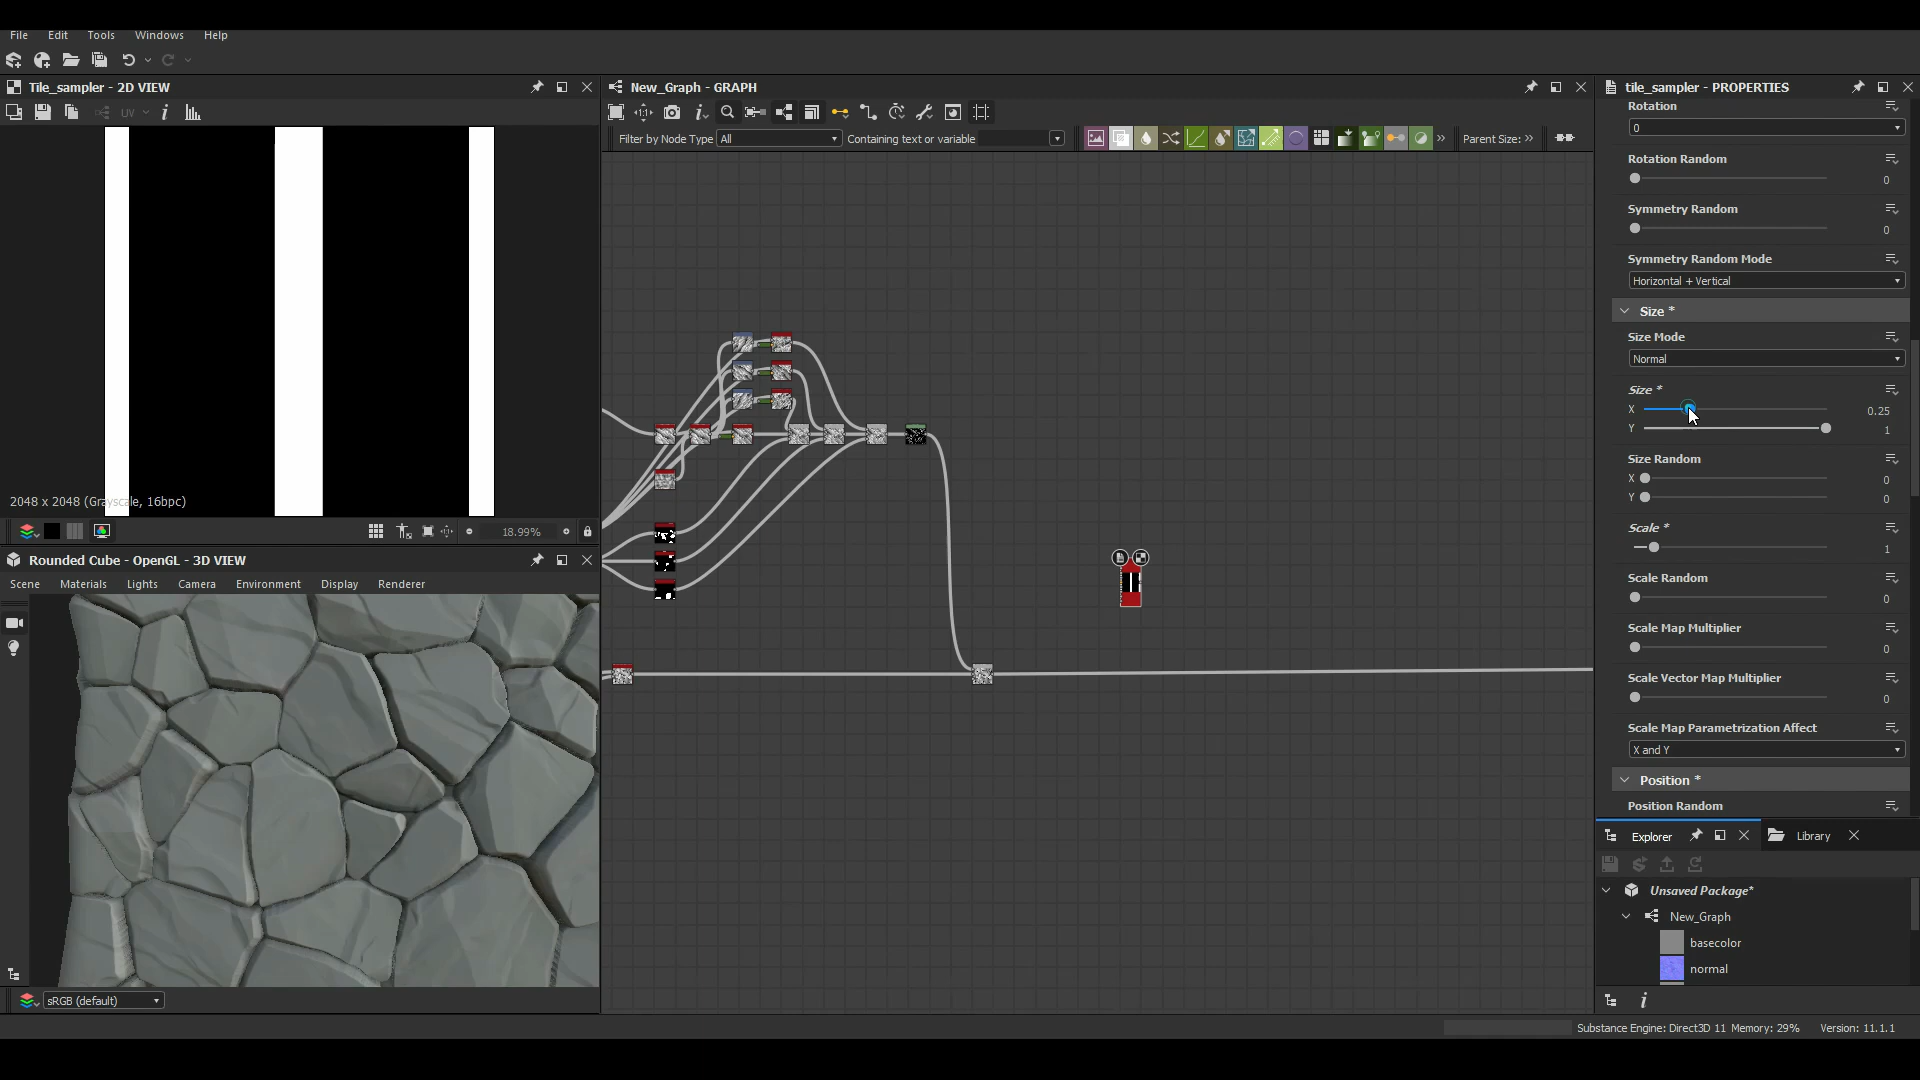 File Edit Tools Windows Help
Tile_sampler - 2D VIEW
UV
2048 x 2048 (Grayscale, 16bpc)
18.99%
Rounded Cube - OpenGL - 3D VIEW
Scene Materials Lights Camera Environment Display Renderer
sRGB (default)
New_Graph - GRAPH
Filter by Node Type All Containing text or variable Parent Size:
tile_sampler - PROPERTIES
Rotation
0
Rotation Random
0
Symmetry Random
0
Symmetry Random Mode
Horizontal + Vertical
Size *
Size Mode
Normal
Size *
X 0.25
Y 1
Size Random
X 0
Y 0
Scale *
1
Scale Random
0
Scale Map Multiplier
0
Scale Vector Map Multiplier
0
Scale Map Parametrization Affect
X and Y
Position *
Position Random
Explorer Library
Unsaved Package*
New_Graph
basecolor
normal
Substance Engine: Direct3D 11 Memory: 29% Version: 11.1.1